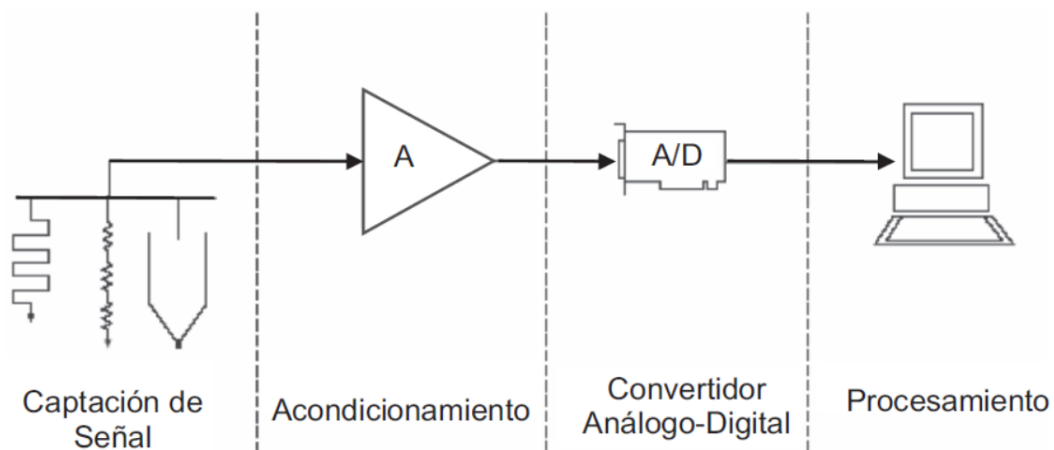 A
A/D
Captación de
Señal
Acondicionamiento
Convertidor
Análogo-Digital
Procesamiento